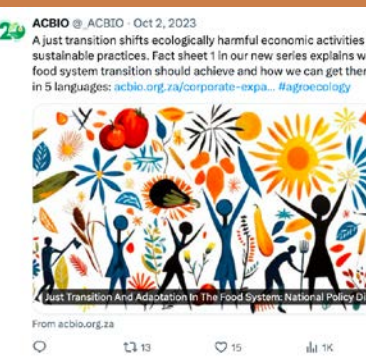 ACBIO @_ACBIO · Oct 2, 2023
A just transition shifts ecologically harmful economic activities
sustainable practices. Fact sheet 1 in our new series explains w
food system transition should achieve and how we can get ther
in 5 languages: acbio.org.za/corporate-expa... #agroecology
Just Transition And Adaptation In The Food System: National Policy Di
From acbio.org.za
13 15 1K